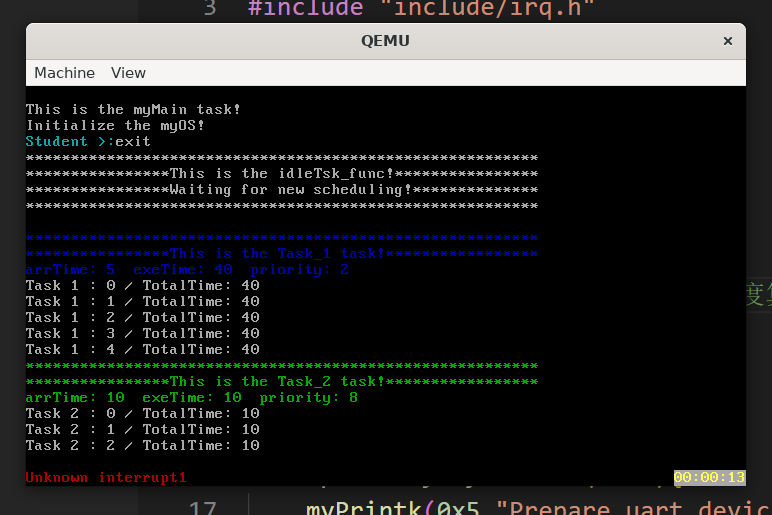 3 #include "include/irq.h"
QEMU
×
Machine View
This is the myMain task!
Initialize the myOS!
Student >:exit
*********************************************************
****************This is the idleTsk_func!****************
****************Waiting for new scheduling!**************
*********************************************************
*********************************************************
****************This is the Task_1 task!*****************
arrTime: 5 exeTime: 40 priority: 2
Task 1 : 0 / TotalTime: 40
Task 1 : 1 / TotalTime: 40
Task 1 : 2 / TotalTime: 40
Task 1 : 3 / TotalTime: 40
Task 1 : 4 / TotalTime: 40
*********************************************************
****************This is the Task_2 task!*****************
arrTime: 10 exeTime: 10 priority: 8
Task 2 : 0 / TotalTime: 10
Task 2 : 1 / TotalTime: 10
Task 2 : 2 / TotalTime: 10
Unknown interrupt1 00:00:13
17 myPrintk(0x5,"Prepare uart devic